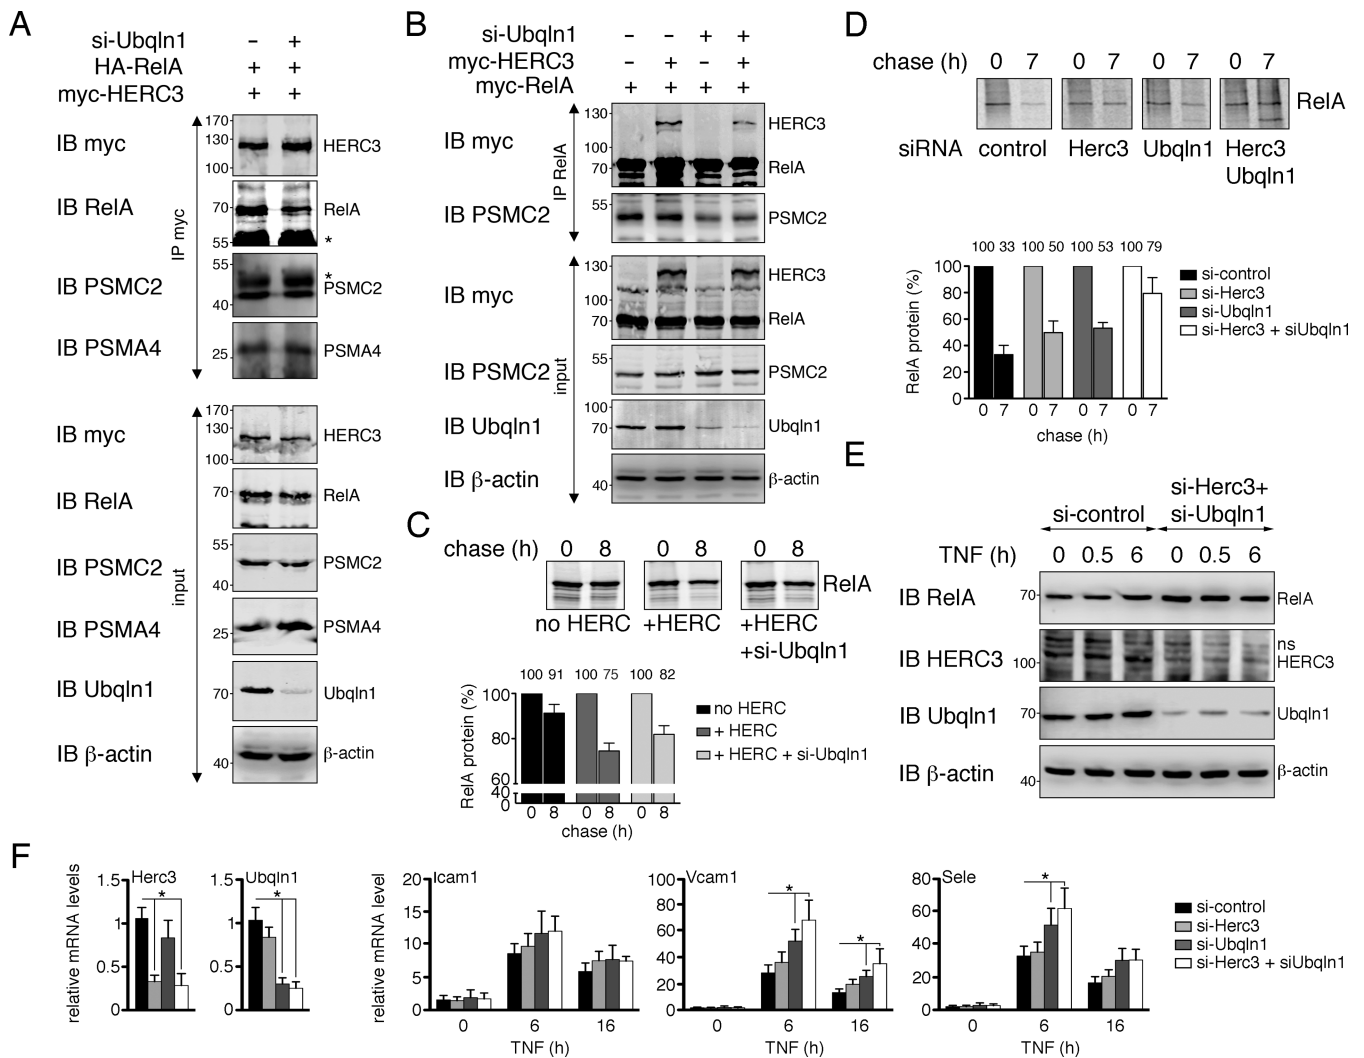 A
si-Ubqln1 – +
HA-RelA + +
myc-HERC3 + +
IP myc
IB myc 170 130 100 HERC3
IB RelA 70 55 RelA *
IB PSMC2 55 40 * PSMC2
IB PSMA4 25 PSMA4
input
IB myc 170 130 100 HERC3
IB RelA 70 RelA
IB PSMC2 55 40 PSMC2
IB PSMA4 25 PSMA4
IB Ubqln1 70 Ubqln1
IB β-actin 40 β-actin
B
si-Ubqln1 – – + +
myc-HERC3 – + – +
myc-RelA + + + +
IP RelA
IB myc 130 100 70 HERC3 RelA
IB PSMC2 55 PSMC2
input
IB myc 130 100 70 HERC3 RelA
IB PSMC2 55 PSMC2
IB Ubqln1 100 70 Ubqln1
IB β-actin 40 β-actin
C
chase (h) 0 8 0 8 0 8
RelA
no HERC +HERC +HERC
+si-Ubqln1
100 91 100 75 100 82
RelA protein (%)
100
80
60
40
0
0 8 0 8 0 8
chase (h)
no HERC
+ HERC
+ HERC + si-Ubqln1
D
chase (h) 0 7 0 7 0 7 0 7
RelA
siRNA control Herc3 Ubqln1 Herc3
Ubqln1
100 33 100 50 100 53 100 79
RelA protein (%)
100
80
60
40
20
0
0 7 0 7 0 7 0 7
chase (h)
si-control
si-Herc3
si-Ubqln1
si-Herc3 + siUbqln1
E
si-control si-Herc3+
si-Ubqln1
TNF (h) 0 0.5 6 0 0.5 6
IB RelA 70 RelA
IB HERC3 100 ns HERC3
IB Ubqln1 70 Ubqln1
IB β-actin 40 β-actin
F
relative mRNA levels
Herc3
1.5
1
0.5
0
*
Ubqln1
1.5
1
0.5
0
*
relative mRNA level
Icam1
20
15
10
5
0
0 6 16
TNF (h)
Vcam1
100
80
60
40
20
0
* *
0 6 16
TNF (h)
Sele
80
60
40
20
0
*
0 6 16
TNF (h)
si-control
si-Herc3
si-Ubqln1
si-Herc3 + siUbqln1